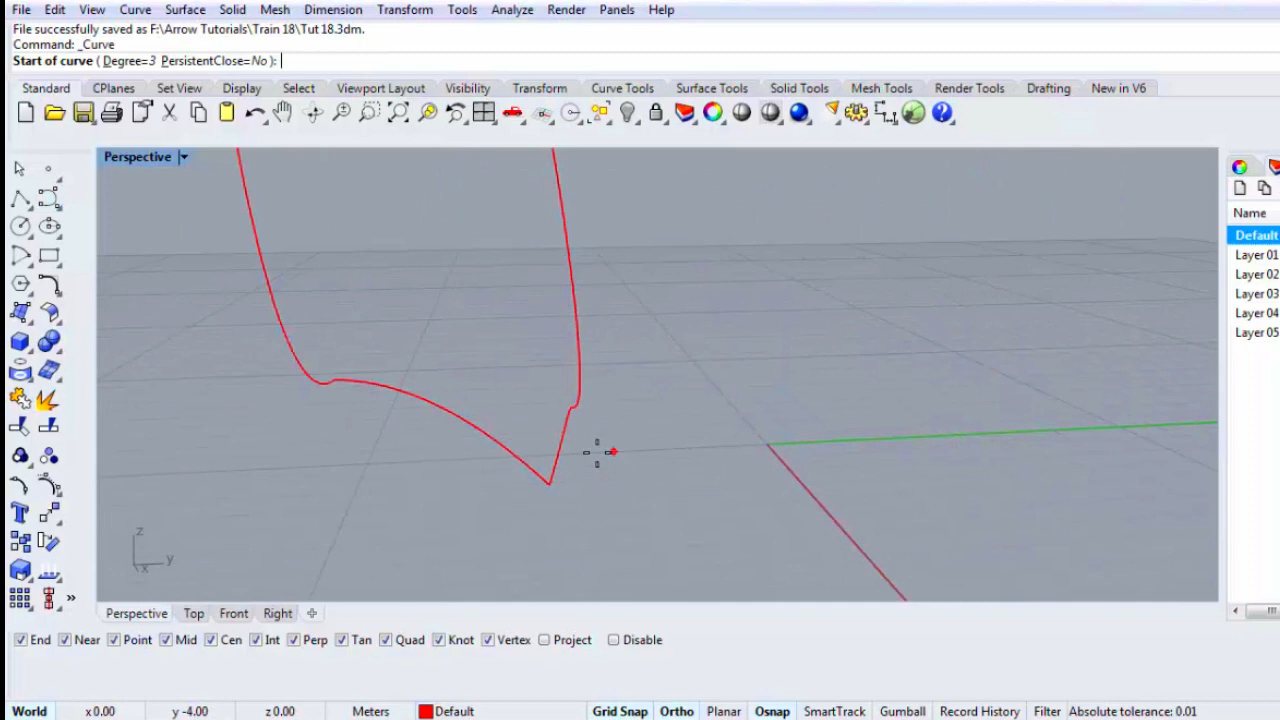 File Edit View Curve Surface Solid Mesh Dimension Transform Tools Analyze Render Panels Help
File successfully saved as F:\Arrow Tutorials\Train 18\Tut 18.3dm.
Command: _Curve
Start of curve ( Degree=3 PersistentClose=No ):
Standard CPlanes Set View Display Select Viewport Layout Visibility Transform Curve Tools Surface Tools Solid Tools Mesh Tools Render Tools Drafting New in V6
Perspective
Name
Default
Layer 01
Layer 02
Layer 03
Layer 04
Layer 05
z
y
x
Perspective Top Front Right
End Near Point Mid Cen Int Perp Tan Quad Knot Vertex Project Disable
World x 0.00 y -4.00 z 0.00 Meters Default Grid Snap Ortho Planar Osnap SmartTrack Gumball Record History Filter Absolute tolerance: 0.01